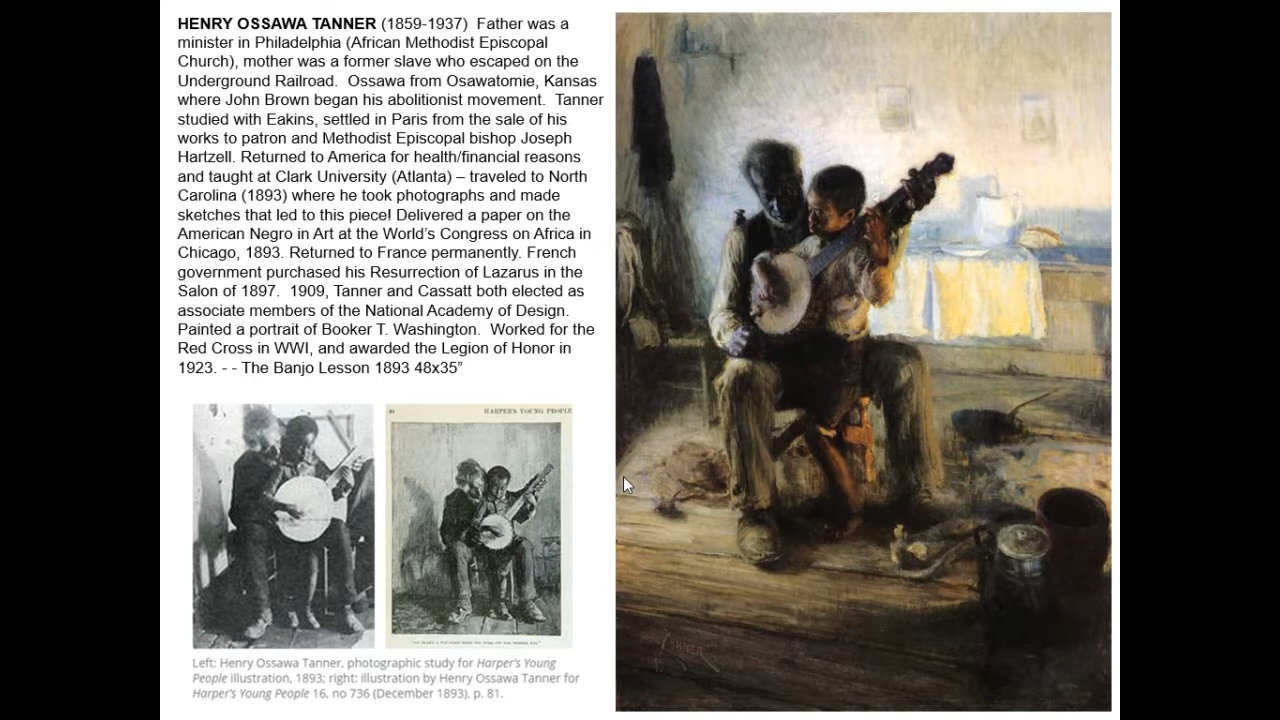 HENRY OSSAWA TANNER (1859-1937)  Father was a
minister in Philadelphia (African Methodist Episcopal
Church), mother was a former slave who escaped on the
Underground Railroad.  Ossawa from Osawatomie, Kansas
where John Brown began his abolitionist movement.  Tanner
studied with Eakins, settled in Paris from the sale of his
works to patron and Methodist Episcopal bishop Joseph
Hartzell. Returned to America for health/financial reasons
and taught at Clark University (Atlanta) – traveled to North
Carolina (1893) where he took photographs and made
sketches that led to this piece! Delivered a paper on the
American Negro in Art at the World’s Congress on Africa in
Chicago, 1893. Returned to France permanently. French
government purchased his Resurrection of Lazarus in the
Salon of 1897.  1909, Tanner and Cassatt both elected as
associate members of the National Academy of Design.
Painted a portrait of Booker T. Washington.  Worked for the
Red Cross in WWI, and awarded the Legion of Honor in
1923. - - The Banjo Lesson 1893 48x35”
HARPER'S YOUNG PEOPLE
Left: Henry Ossawa Tanner, photographic study for Harper’s Young
People illustration, 1893; right: illustration by Henry Ossawa Tanner for
Harper’s Young People 16, no 736 (December 1893), p. 81.
TANNER